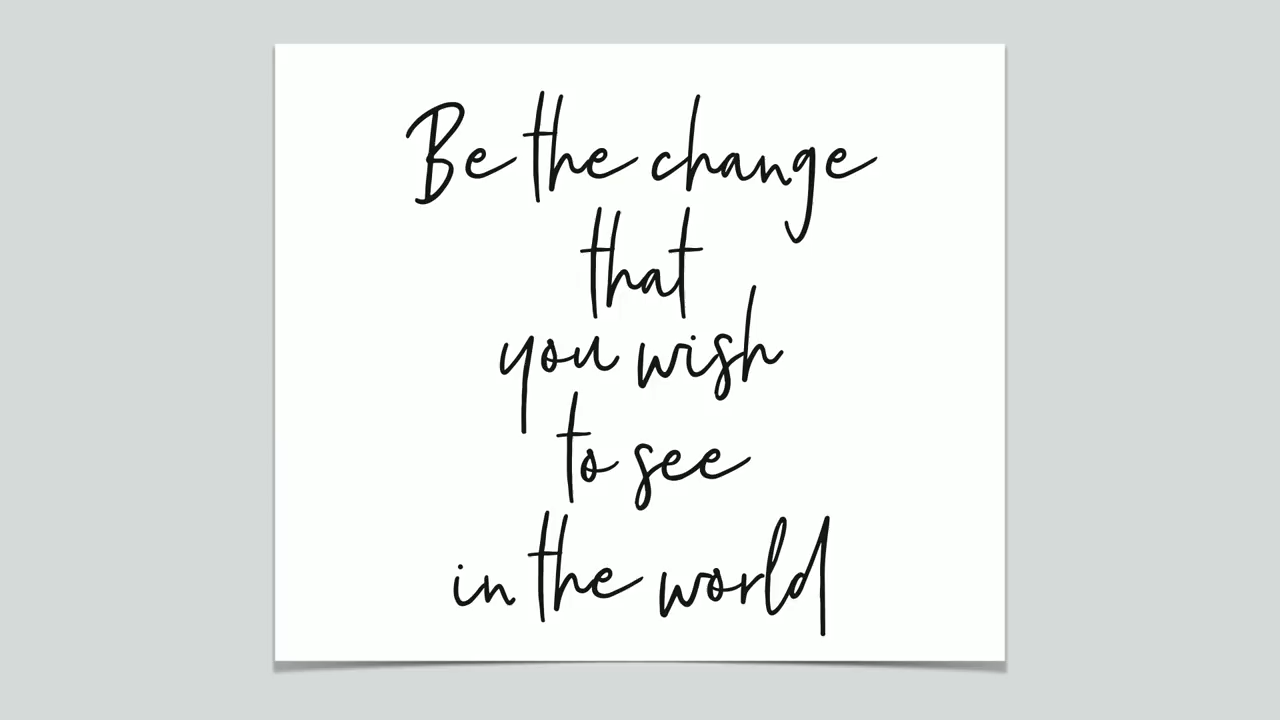 Be the change
that
you wish
to see
in the world